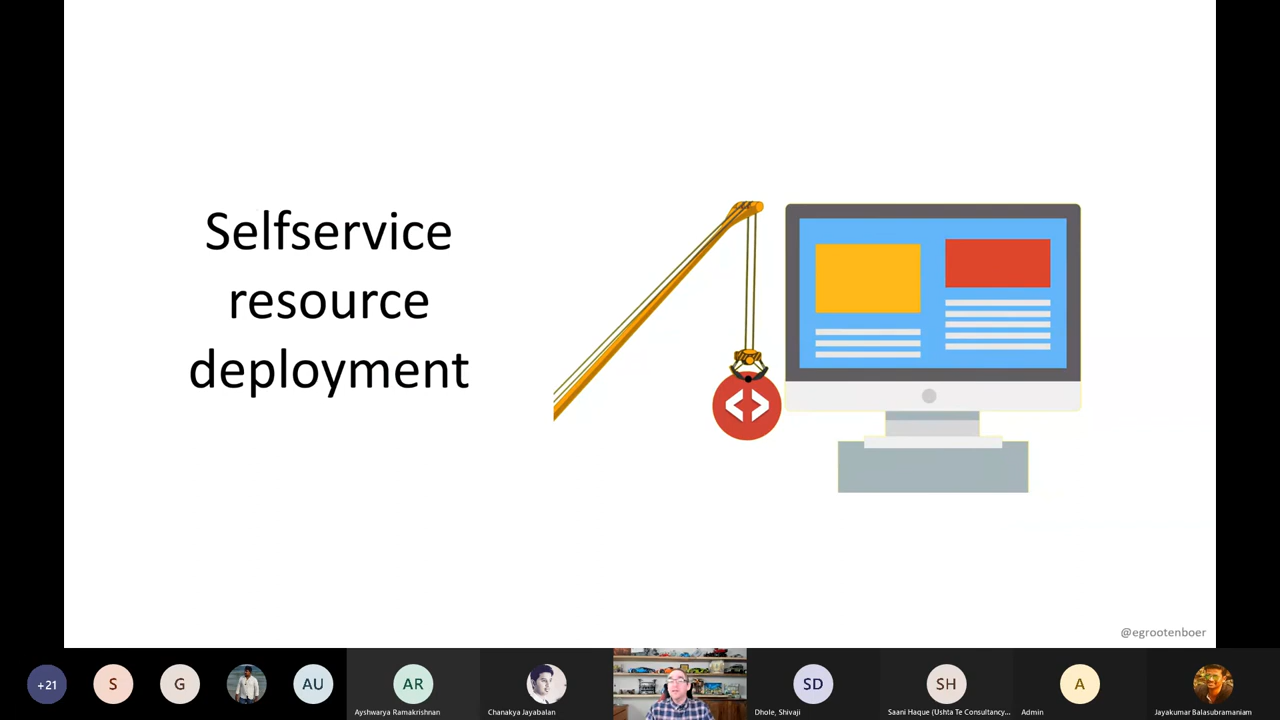 Selfservice
resource
deployment
@egrootenboer
+21
S
G
AU
AR
SD
SH
A
Ayshwarya Ramakrishnan
Chanakya Jayabalan
Dhole, Shivaji
Saani Haque (Ushta Te Consultancy...
Admin
Jayakumar Balasubramaniam